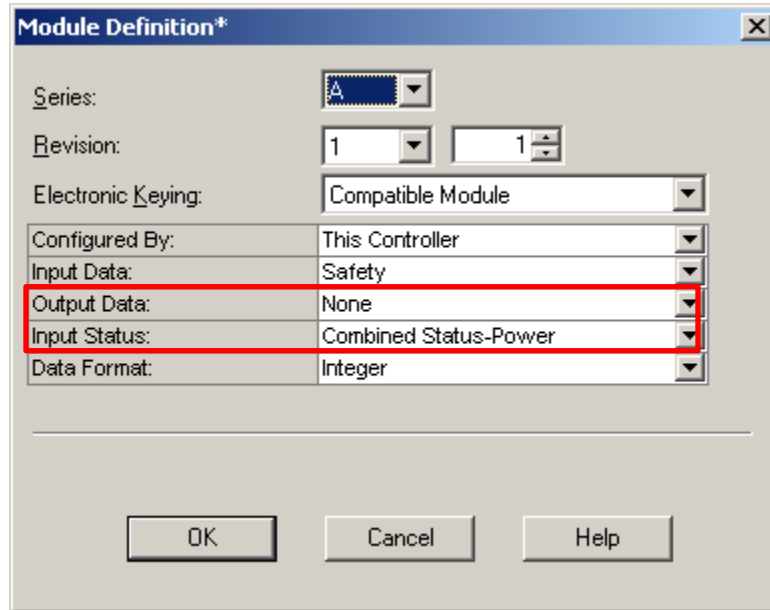 Module Definition*
Series: A
Revision: 1 1
Electronic Keying: Compatible Module
Configured By: This Controller
Input Data: Safety
Output Data: None
Input Status: Combined Status-Power
Data Format: Integer
OK Cancel Help